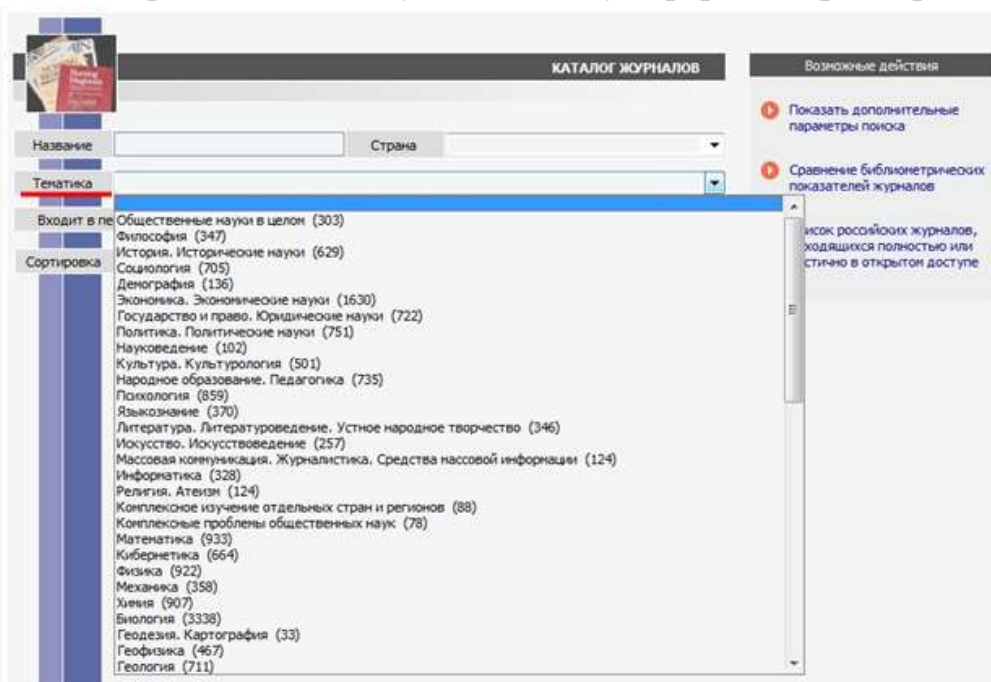 КАТАЛОГ ЖУРНАЛОВ
Возможные действия
Показать дополнительные
параметры поиска
Сравнение библиометрических
показателей журналов
российских журналов,
полностью или
в открытом доступе
Название
Страна
Тематика
Входит в пе
Сортировка
Общественные науки в целом (303)
Философия (347)
История. Исторические науки (629)
Социология (705)
Демография (136)
Экономика. Экономические науки (1630)
Государство и право. Юридические науки (722)
Политика. Политические науки (751)
Науковедение (102)
Культура. Культурология (501)
Народное образование. Педагогика (735)
Психология (859)
Языкознание (370)
Литература. Литературоведение. Устное народное творчество (346)
Искусство. Искусствоведение (257)
Массовая коммуникация. Журналистика. Средства массовой информации (124)
Информатика (328)
Религия. Атеизм (124)
Комплексное изучение отдельных стран и регионов (88)
Комплексные проблемы общественных наук (78)
Математика (933)
Кибернетика (664)
Физика (922)
Механика (358)
Химия (907)
Биология (3338)
Геодезия. Картография (33)
Геофизика (467)
Геология (711)